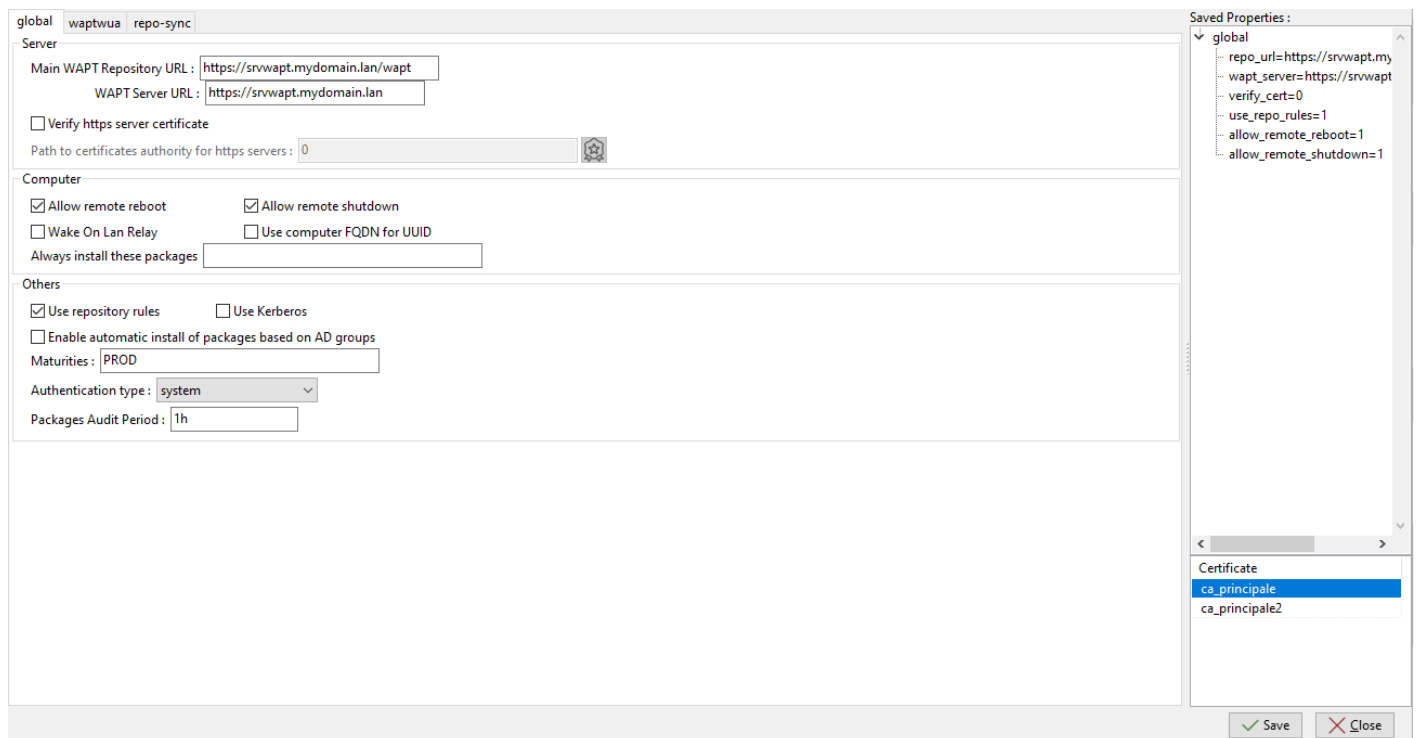 global waptwua repo-sync
Server
Main WAPT Repository URL : https://srvwapt.mydomain.lan/wapt
WAPT Server URL : https://srvwapt.mydomain.lan
Verify https server certificate
Path to certificates authority for https servers : 0
Computer
Allow remote reboot Allow remote shutdown
Wake On Lan Relay Use computer FQDN for UUID
Always install these packages
Others
Use repository rules Use Kerberos
Enable automatic install of packages based on AD groups
Maturities : PROD
Authentication type : system
Packages Audit Period : 1h
Saved Properties :
global
repo_url=https://srvwapt.my
wapt_server=https://srvwapt
verify_cert=0
use_repo_rules=1
allow_remote_reboot=1
allow_remote_shutdown=1
Certificate
ca_principale
ca_principale2
Save Close